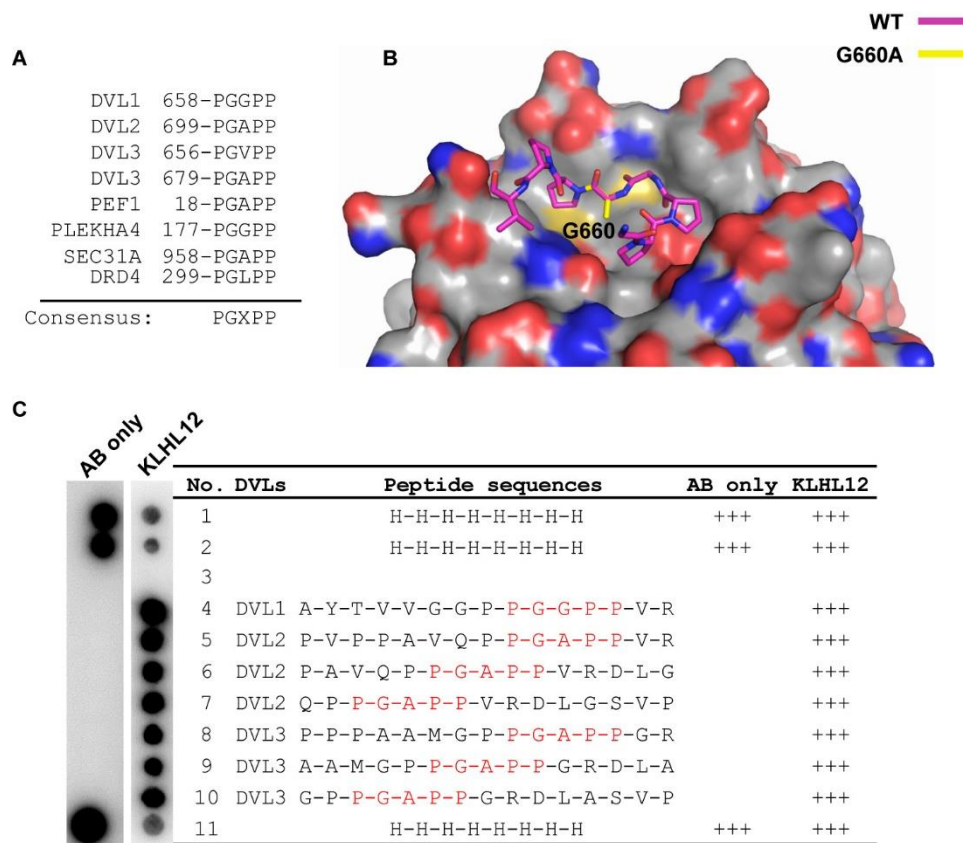 WT
G660A
A
DVL1 658-PGGPP
DVL2 699-PGAPP
DVL3 656-PGVPP
DVL3 679-PGAPP
PEF1 18-PGAPP
PLEKHA4 177-PGGPP
SEC31A 958-PGAPP
DRD4 299-PGLPP
Consensus: PGXPP
B
G660
C
AB only KLHL12
No. DVLs Peptide sequences AB only KLHL12
1 H-H-H-H-H-H-H-H +++ +++
2 H-H-H-H-H-H-H-H +++ +++
3
4 DVL1 A-Y-T-V-V-G-G-P-P-G-G-P-P-V-R +++
5 DVL2 P-V-P-P-A-V-Q-P-P-G-A-P-P-V-R +++
6 DVL2 P-A-V-Q-P-P-G-A-P-P-V-R-D-L-G +++
7 DVL2 Q-P-P-G-A-P-P-V-R-D-L-G-S-V-P +++
8 DVL3 P-P-P-A-A-M-G-P-P-G-A-P-P-G-R +++
9 DVL3 A-A-M-G-P-P-G-A-P-P-G-R-D-L-A +++
10 DVL3 G-P-P-G-A-P-P-G-R-D-L-A-S-V-P +++
11 H-H-H-H-H-H-H-H +++ +++